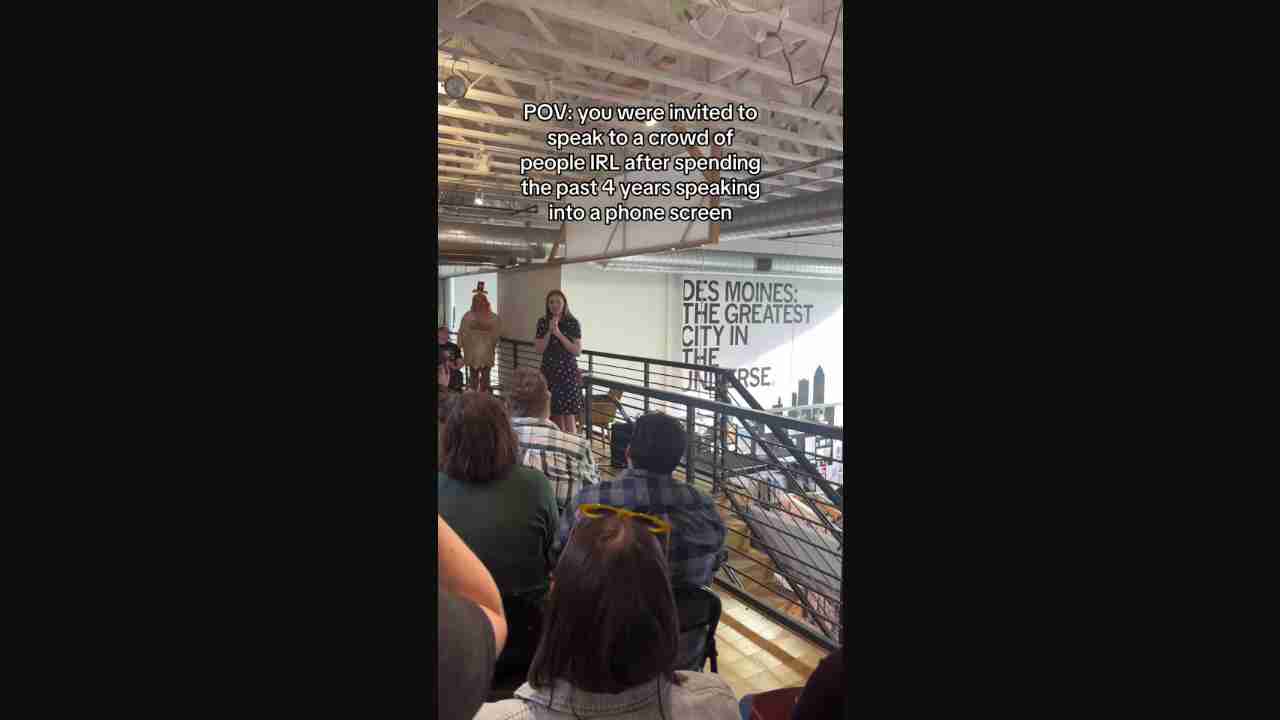 POV: you were invited to
speak to a crowd of
people IRL after spending
the past 4 years speaking
into a phone screen
DES MOINES:
THE GREATEST
CITY IN
THE
UNIVERSE.